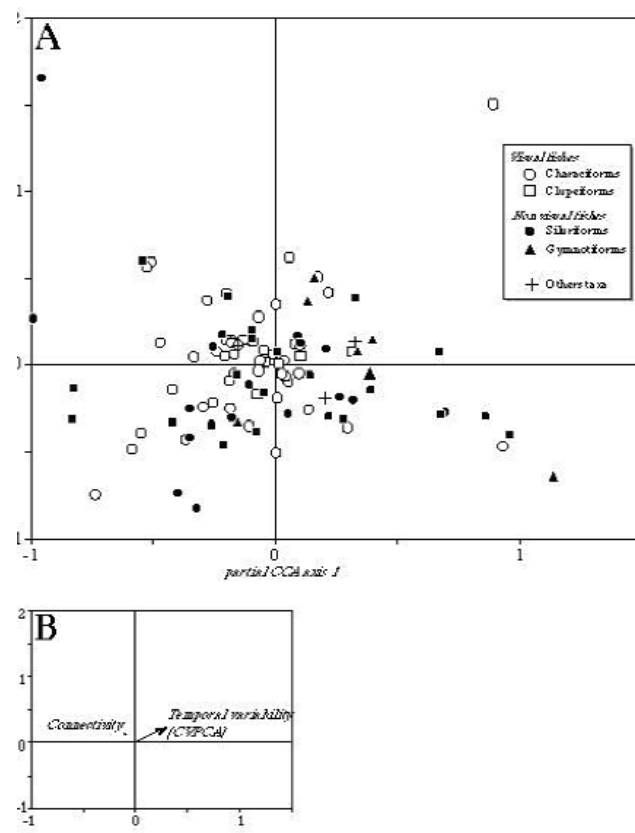 A
2
1
0
1
-1
0
1
partial CCA axis 1
Visual fishes
Characiforms
Clupeiforms
Non visual fishes
Siluriforms
Gymnotiforms
Others taxa
B
2
1
0
-1
-1
0
1
Connectivity
Temporal variability
(CVPCA)